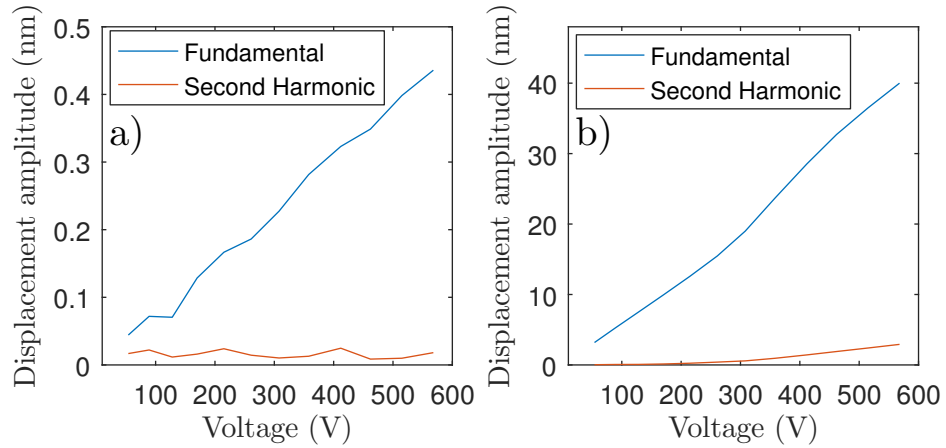 Displacement amplitude (nm)
0.5
0.4
0.3
0.2
0.1
0
Fundamental
Second Harmonic
a)
100 200 300 400 500 600
Voltage (V)
Displacement amplitude (nm)
40
30
20
10
0
Fundamental
Second Harmonic
b)
100 200 300 400 500 600
Voltage (V)